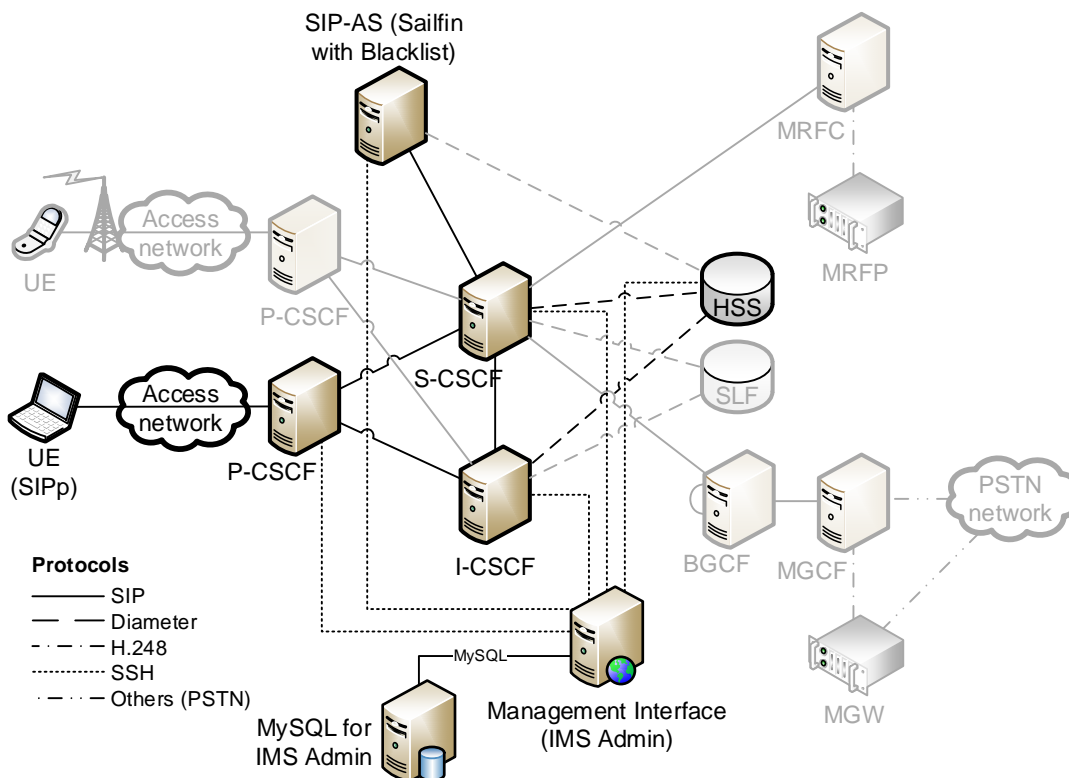 SIP-AS (Sailfin
with Blacklist)
MRFC
Access
network
UE
P-CSCF
MRFP
HSS
S-CSCF
SLF
Access
network
UE
(SIPp)
P-CSCF
I-CSCF
BGCF
MGCF
PSTN
network
Protocols
SIP
Diameter
H.248
SSH
Others (PSTN)
MySQL
MGW
Management Interface
(IMS Admin)
MySQL for
IMS Admin